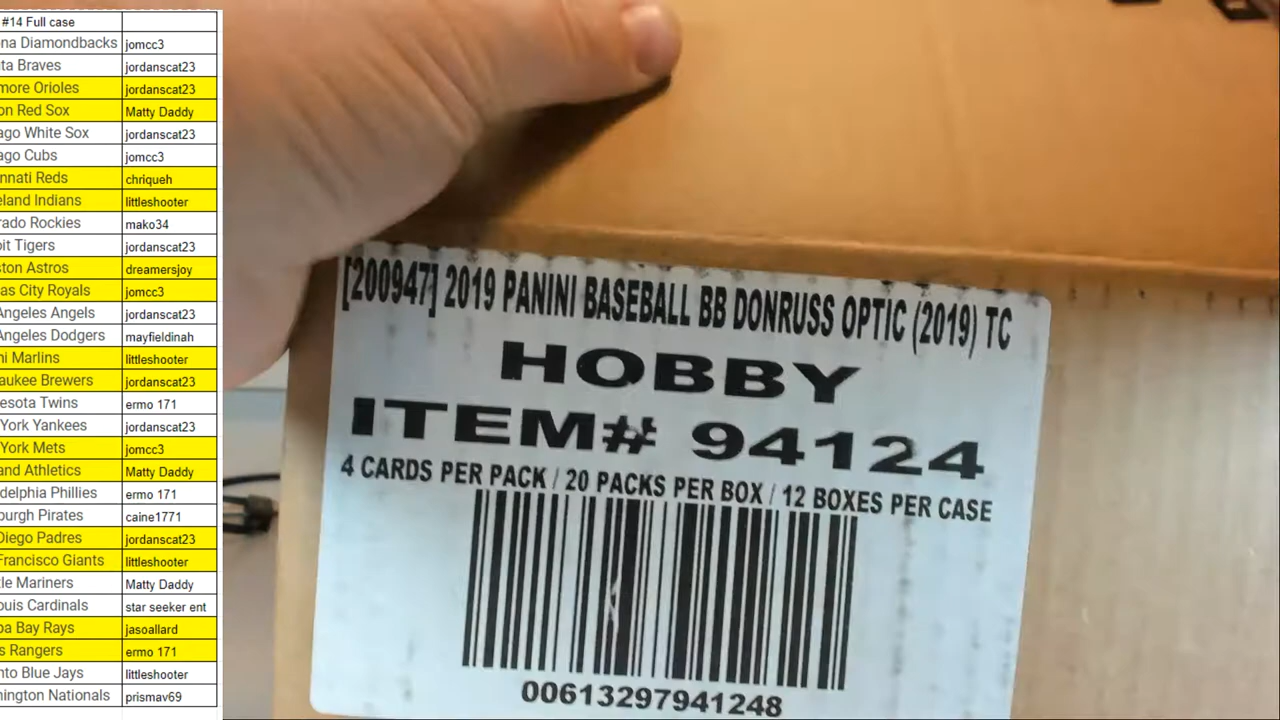 #14 Full case
na Diamondbacks jomcc3
ta Braves jordanscat23
more Orioles jordanscat23
on Red Sox Matty Daddy
ago White Sox jordanscat23
ago Cubs jomcc3
nnati Reds chriqueh
eland Indians littleshooter
rado Rockies mako34
oit Tigers jordanscat23
ston Astros dreamersjoy
as City Royals jomcc3
Angeles Angels jordanscat23
Angeles Dodgers mayfieldinah
ni Marlins littleshooter
aukee Brewers jordanscat23
esota Twins ermo 171
York Yankees jordanscat23
York Mets jomcc3
and Athletics Matty Daddy
delphia Phillies ermo 171
burgh Pirates caine1771
Diego Padres jordanscat23
Francisco Giants littleshooter
le Mariners Matty Daddy
ouis Cardinals star seeker ent
pa Bay Rays jasoallard
s Rangers ermo 171
nto Blue Jays littleshooter
ington Nationals prismav69
[200947] 2019 PANINI BASEBALL BB DONRUSS OPTIC (2019) TC
HOBBY
ITEM# 94124
4 CARDS PER PACK / 20 PACKS PER BOX / 12 BOXES PER CASE
00613297941248